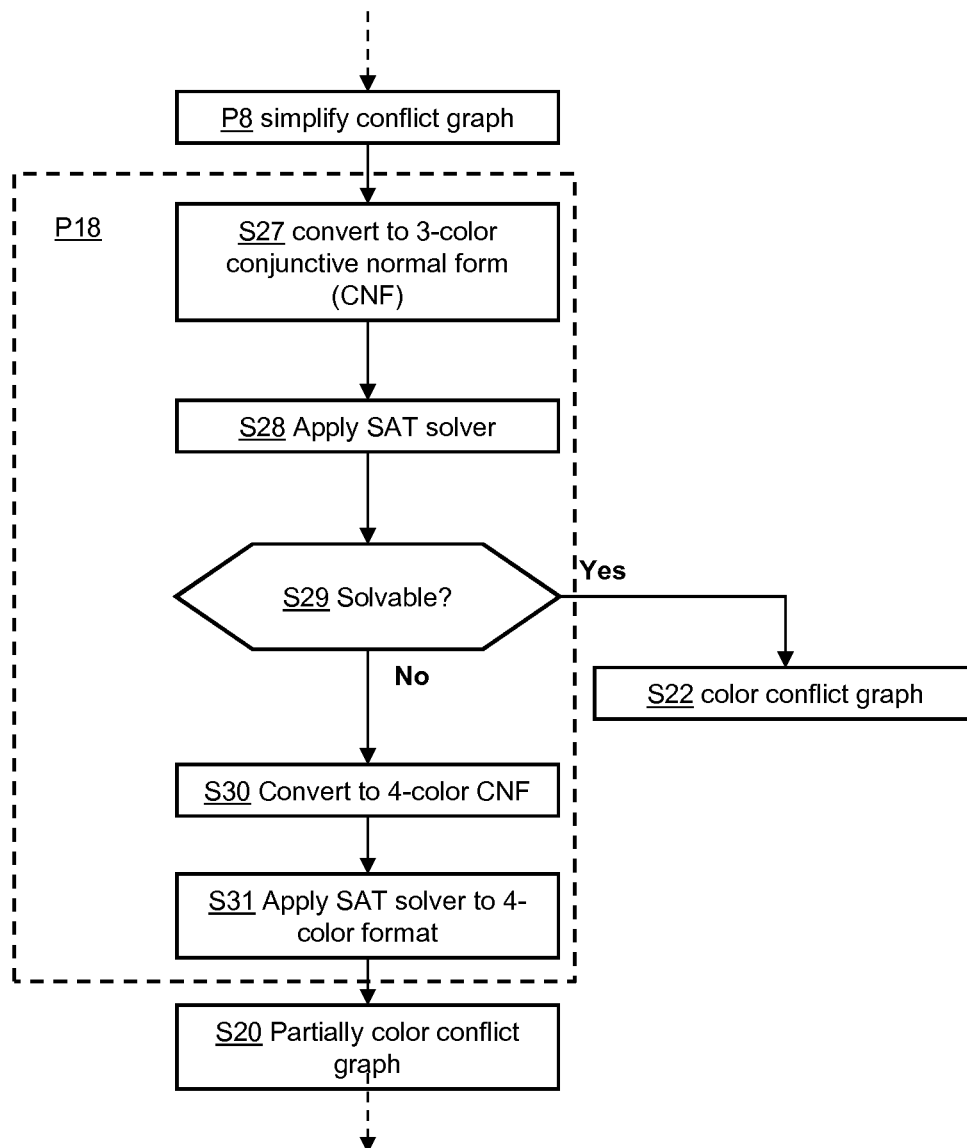 P8 simplify conflict graph
P18
S27 convert to 3-color
conjunctive normal form
(CNF)
S28 Apply SAT solver
S29 Solvable?
Yes
No
S22 color conflict graph
S30 Convert to 4-color CNF
S31 Apply SAT solver to 4-
color format
S20 Partially color conflict
graph